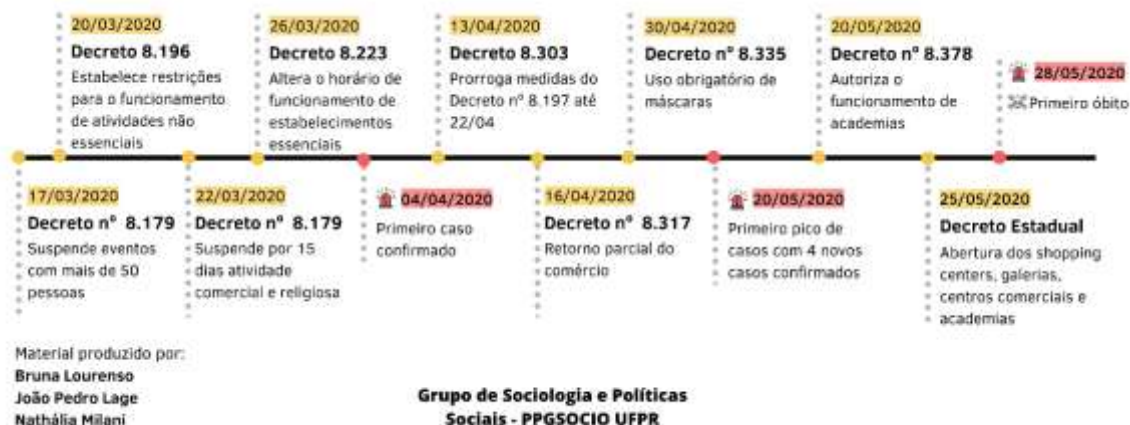 20/03/2020
Decreto 8.196
Estabelece restrições
para o funcionamento
de atividades não
essenciais
26/03/2020
Decreto 8.223
Altera o horário de
funcionamento de
estabelecimentos
essenciais
13/04/2020
Decreto 8.303
Prorroga medidas do
Decreto nº 8.197 até
22/04
30/04/2020
Decreto nº 8.335
Uso obrigatório de
máscaras
20/05/2020
Decreto nº 8.378
Autoriza o
funcionamento de
academias
28/05/2020
Primeiro óbito
17/03/2020
Decreto nº 8.179
Suspende eventos
com mais de 50
pessoas
22/03/2020
Decreto nº 8.179
Suspende por 15
dias atividade
comercial e religiosa
04/04/2020
Primeiro caso
confirmado
16/04/2020
Decreto nº 8.317
Retorno parcial do
comércio
20/05/2020
Primeiro pico de
casos com 4 novos
casos confirmados
25/05/2020
Decreto Estadual
Abertura dos shopping
centers, galerias,
centros comerciais e
academias
Material produzido por:
Bruna Lourenso
João Pedro Lage
Nathália Milani
Grupo de Sociologia e Políticas
Sociais - PPGSOCIO UFPR